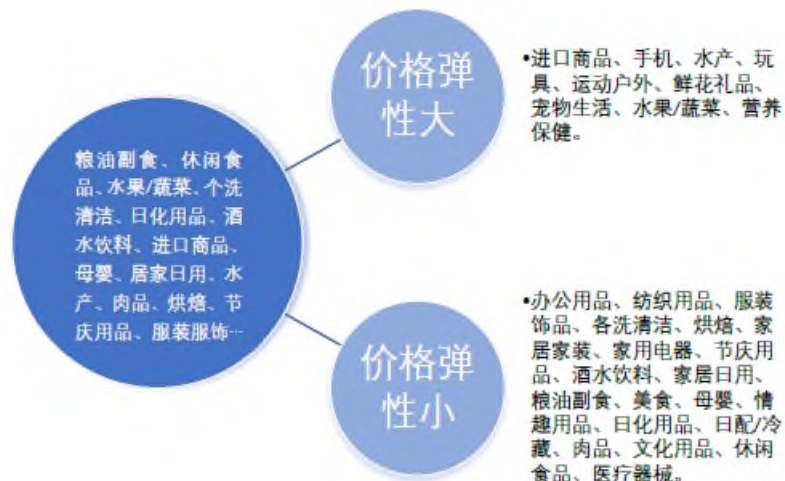 粮油副食、休闲食
品、水果/蔬菜、个洗
清洁、日化用品、酒
水饮料、进口商品、
母婴、居家日用、水
产、肉品、烘焙、节
庆用品、服装服饰…
价格弹
性大
•进口商品、手机、水产、玩
具、运动户外、鲜花礼品、
宠物生活、水果/蔬菜、营养
保健。
价格弹
性小
•办公用品、纺织用品、服装
饰品、各洗清洁、烘焙、家
居家装、家用电器、节庆用
品、酒水饮料、家居日用、
粮油副食、美食、母婴、情
趣用品、日化用品、日配/冷
藏、肉品、文化用品、休闲
食品、医疗器械。